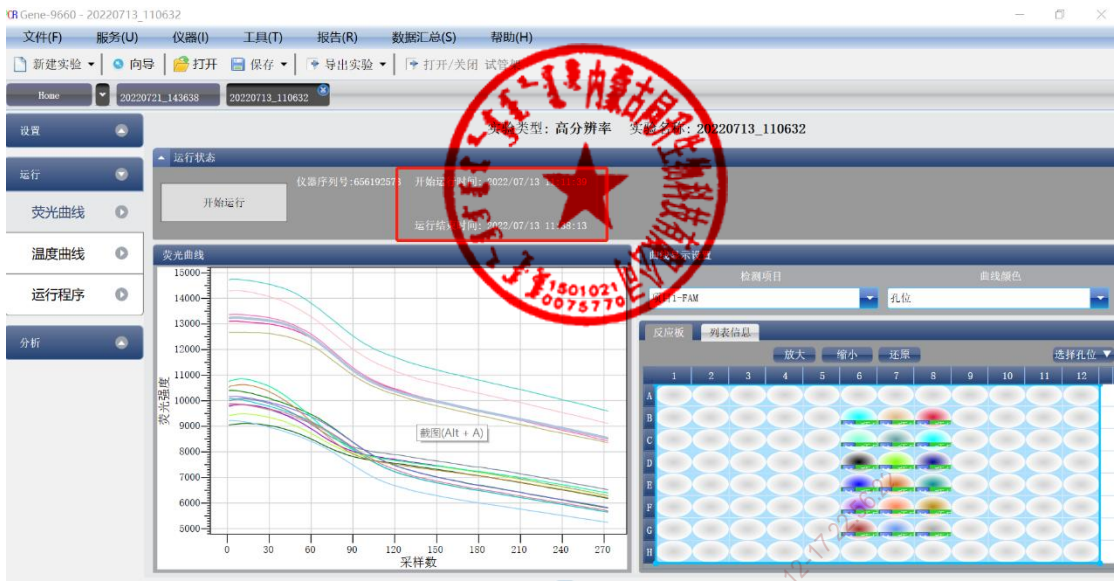 Gene-9660 - 20220713_110632
文件(F) 服务(U) 仪器(I) 工具(T) 报告(R) 数据汇总(S) 帮助(H)
新建实验 向导 打开 保存 导出实验 打开/关闭 试管架
Home 20220721_143638 20220713_110632
实验类型: 高分辨率 实验名称: 20220713_110632
设置
运行
荧光曲线
温度曲线
运行程序
分析
运行状态
开始运行
仪器序列号:656192576 开始运行时间: 2022/07/13
运行结束时间: 2022/07/13 11:58:13
荧光曲线
15000
14000
13000
12000
11000
10000
9000
8000
7000
6000
5000
荧光强度
0 30 60 90 120 150 180 210 240 270
采样数
截图(Alt + A)
检测项目 曲线颜色
1-FAM 孔位
反应板 列表信息
放大 缩小 还原 选择孔位
1 2 3 4 5 6 7 8 9 10 11 12
A
B
C
D
E
F
G
H
1501021
0075770